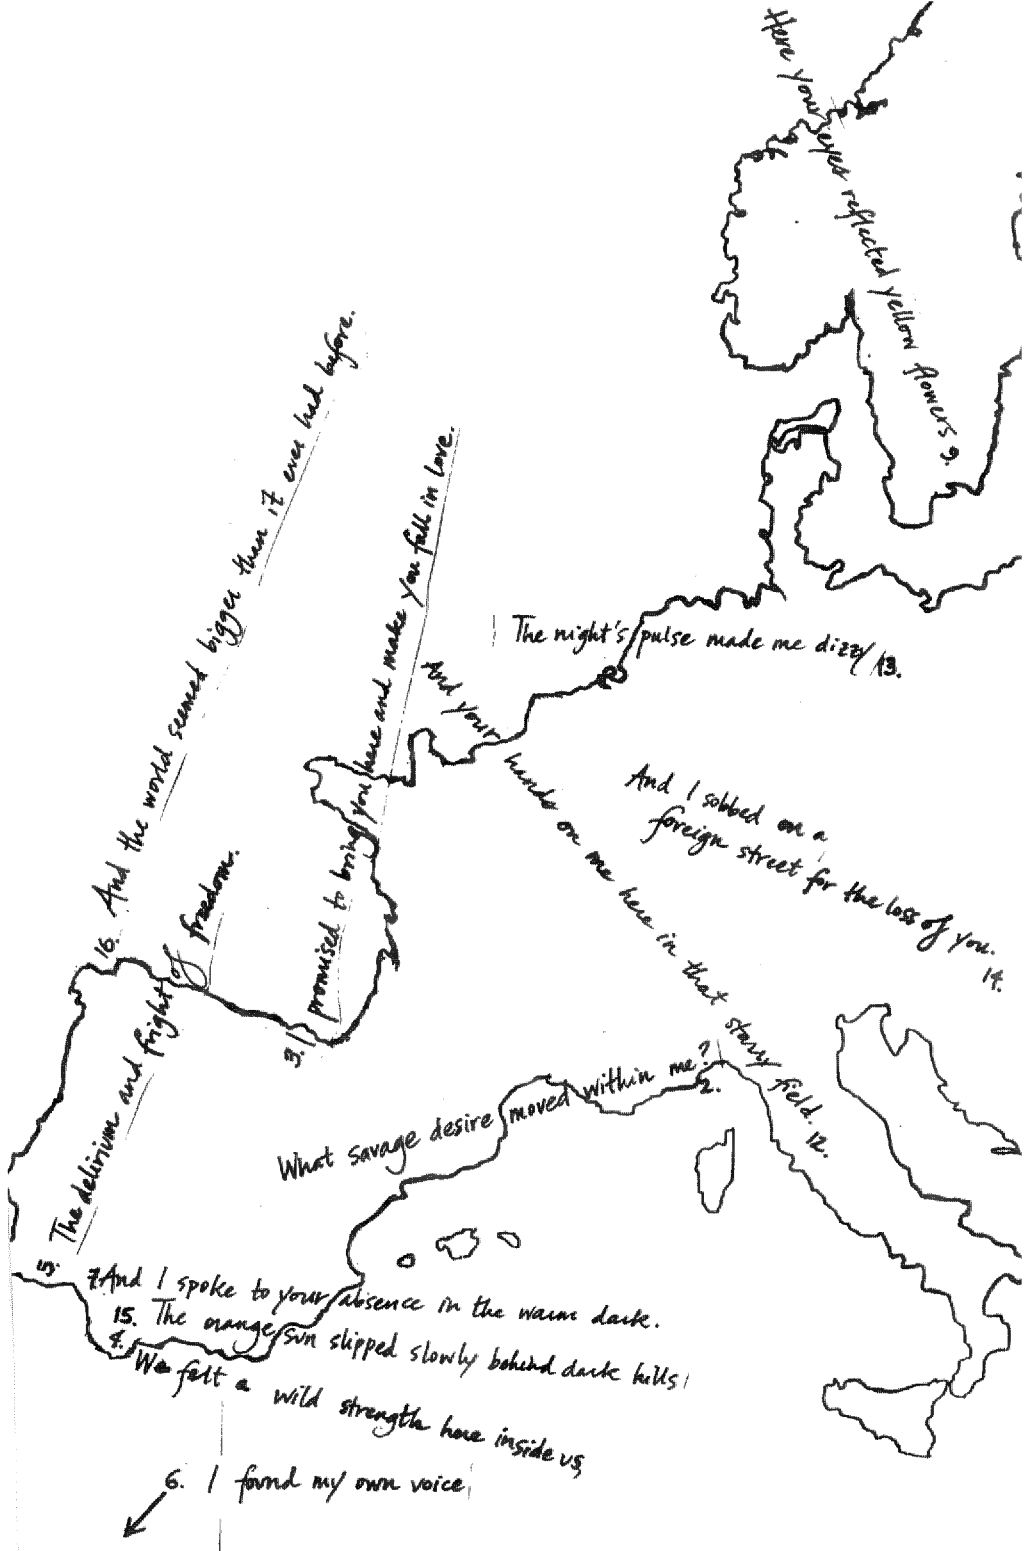 Here your eyes reflected yellow flowers 9.
16. And the world seemed bigger than it ever had before.
3. I promised to bring you here and make you fall in love.
The night's pulse made me dizzy 13.
And your hands on me here in that starry field. 12.
And I sobbed on a
foreign street for the loss of you.
14.
5. The delirium and fright of freedom.
What savage desire moved within me?
2.
7. And I spoke to your absence in the warm dark.
15. The orange sun slipped slowly behind dark hills
We felt a wild strength here inside us,
6. I found my own voice